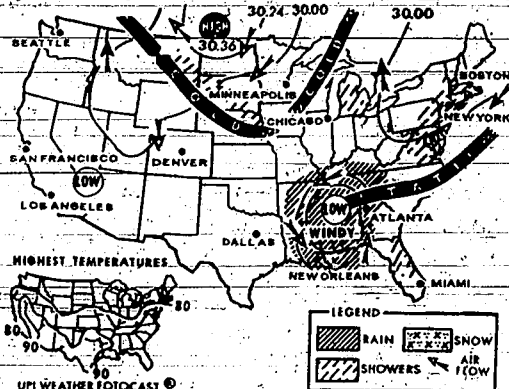 30.24 30.00 30.00
HIGH
30.36
SEATTLE
COLD
COLD
MINNEAPOLIS
BOSTON
NEW YORK
CHICAGO
SAN FRANCISCO
DENVER
LOW
LOS ANGELES
LOW
ATLANTA
WINDY
DALLAS
NEW ORLEANS
MIAMI
HIGHEST TEMPERATURES
80
80
90
90
UPI WEATHER FOTOCAST ®
LEGEND
RAIN
SNOW
SHOWERS
AIR FLOW